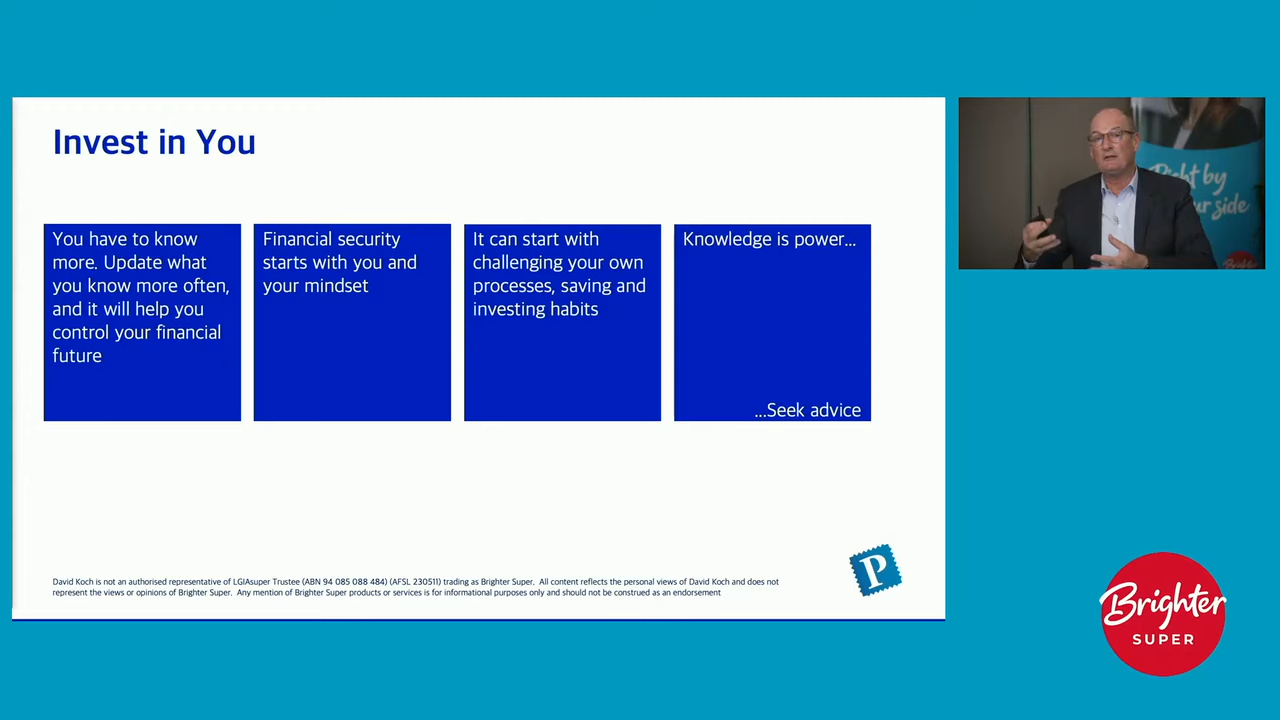 Invest in You
You have to know
more. Update what
you know more often,
and it will help you
control your financial
future
Financial security
starts with you and
your mindset
It can start with
challenging your own
processes, saving and
investing habits
Knowledge is power...
...Seek advice
David Koch is not an authorised representative of LGIAsuper Trustee (ABN 94 085 088 484) (AFSL 230511) trading as Brighter Super. All content reflects the personal views of David Koch and does not
represent the views or opinions of Brighter Super. Any mention of Brighter Super products or services is for informational purposes only and should not be construed as an endorsement
P
Right by
side
Brighter
SUPER